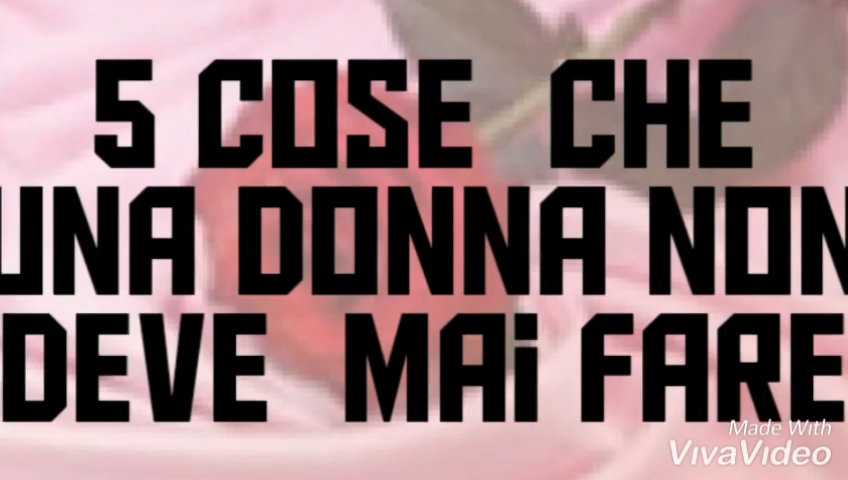 5 COSE CHE
UNA DONNA NON
DEVE MAi FARE
Made With
VivaVideo